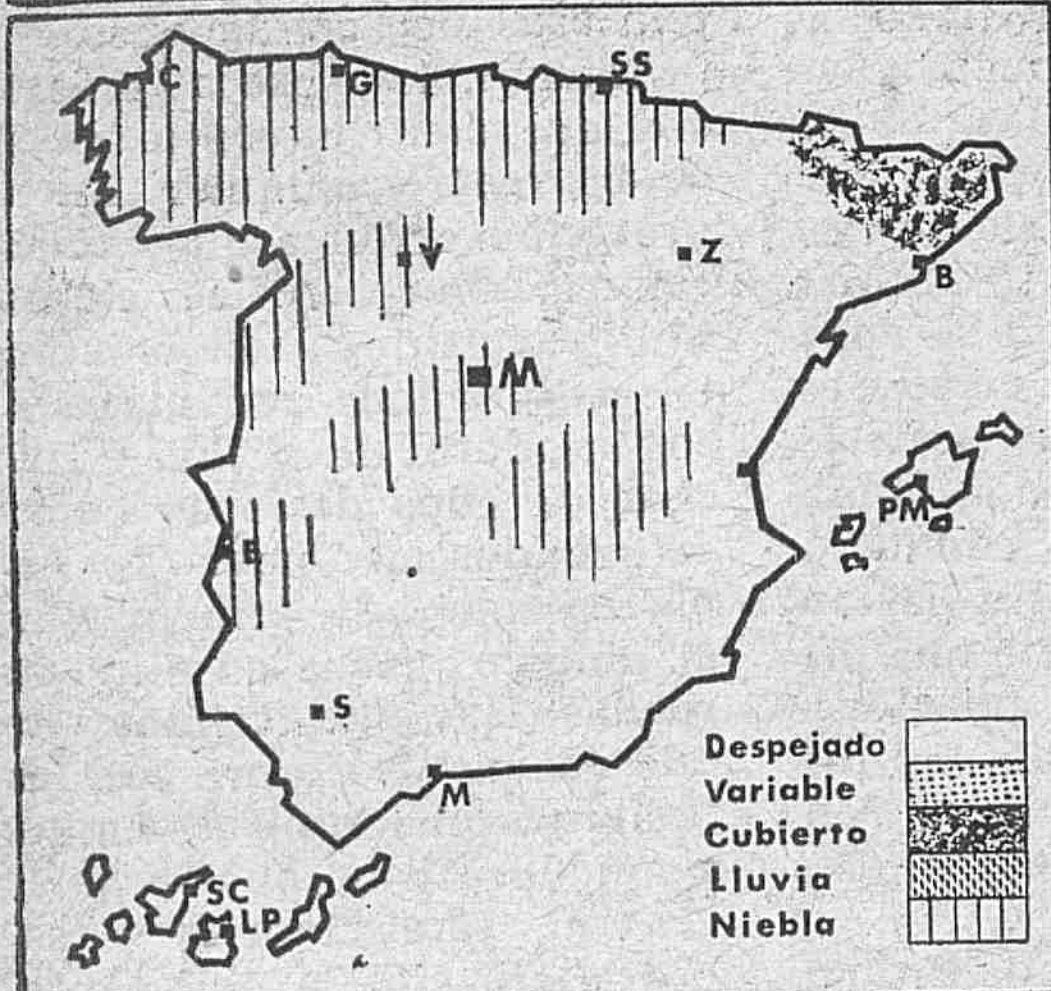 C
G
SS
V
Z
B
M
PM
B
S
M
SC
LP
Despejado
Variable
Cubierto
Lluvia
Niebla